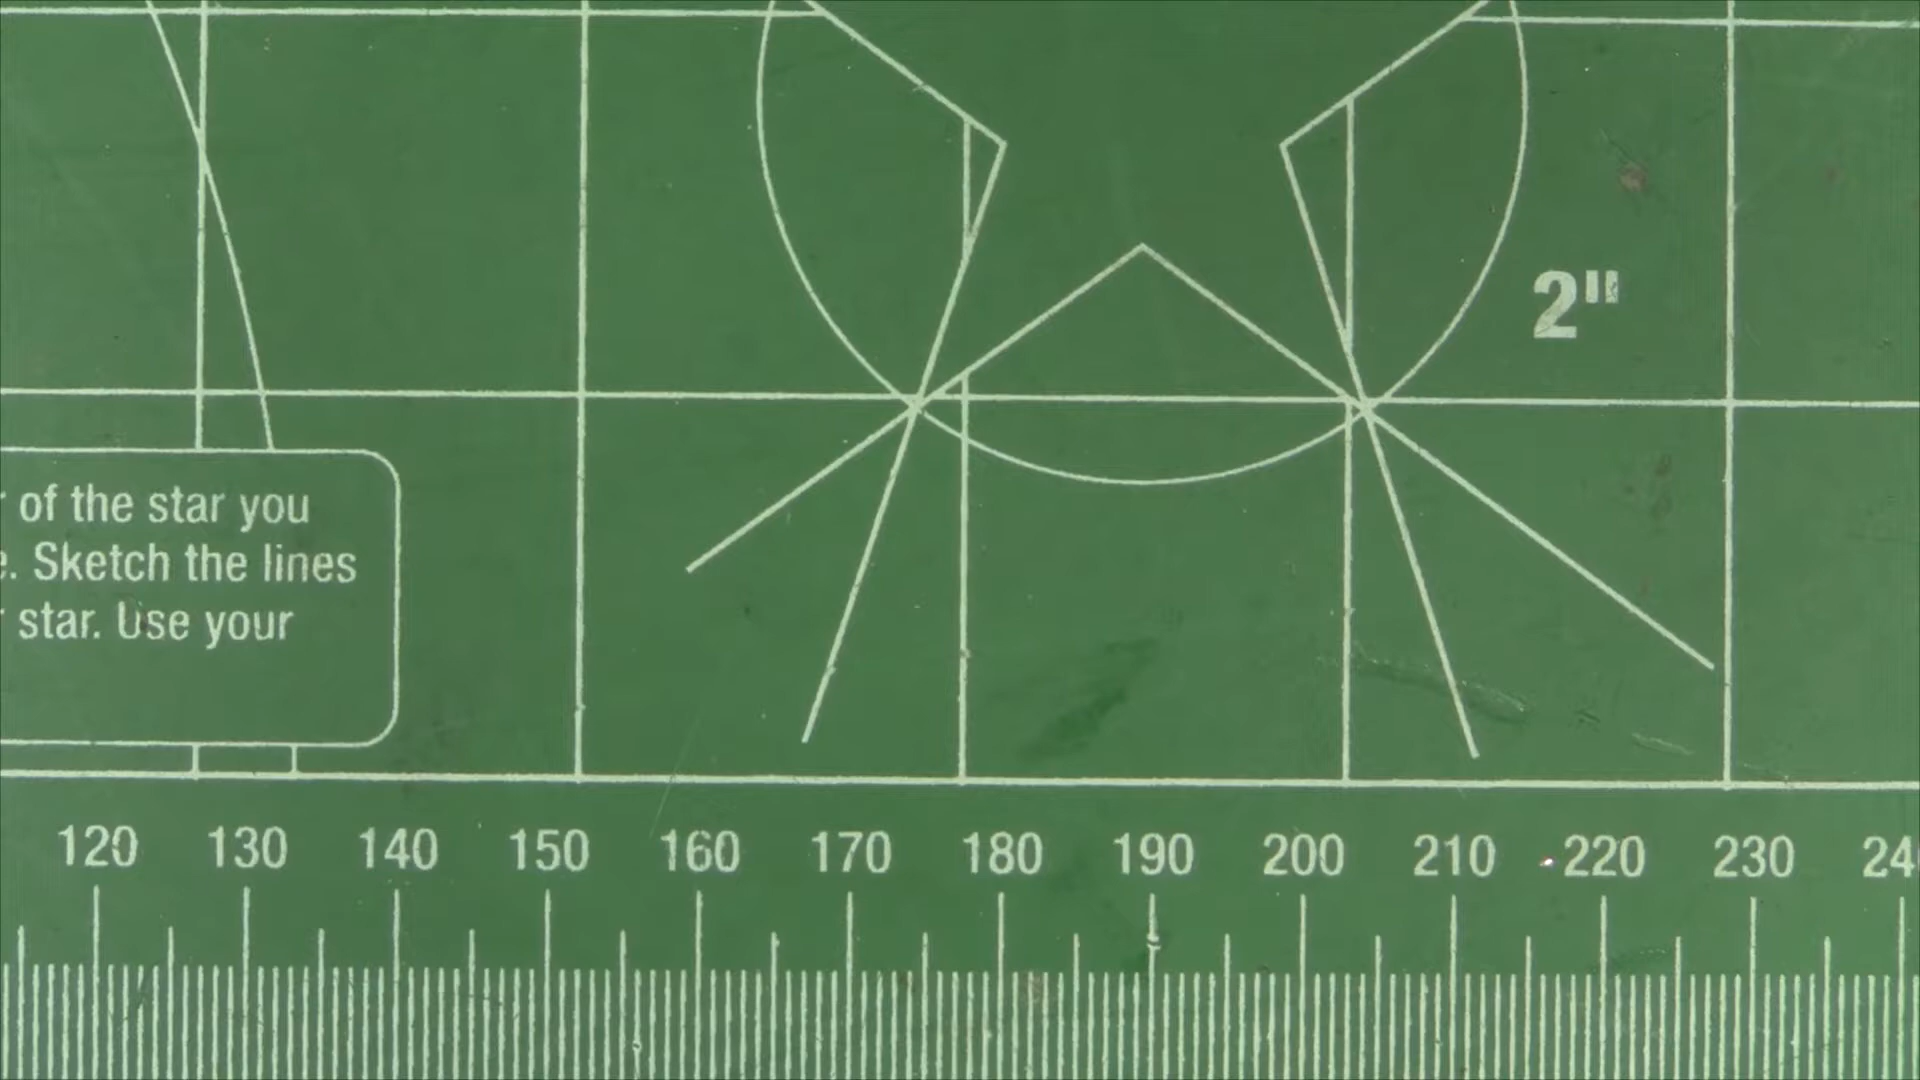 2"
of the star you
. Sketch the lines
star. Use your
120 130 140 150 160 170 180 190 200 210 220 230 24